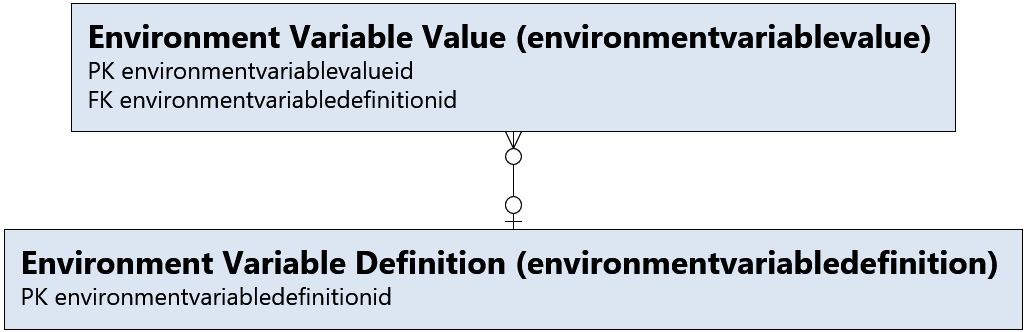 Environment Variable Value (environmentvariablevalue)
PK environmentvariablevalueid
FK environmentvariabledefinitionid
Environment Variable Definition (environmentvariabledefinition)
PK environmentvariabledefinitionid